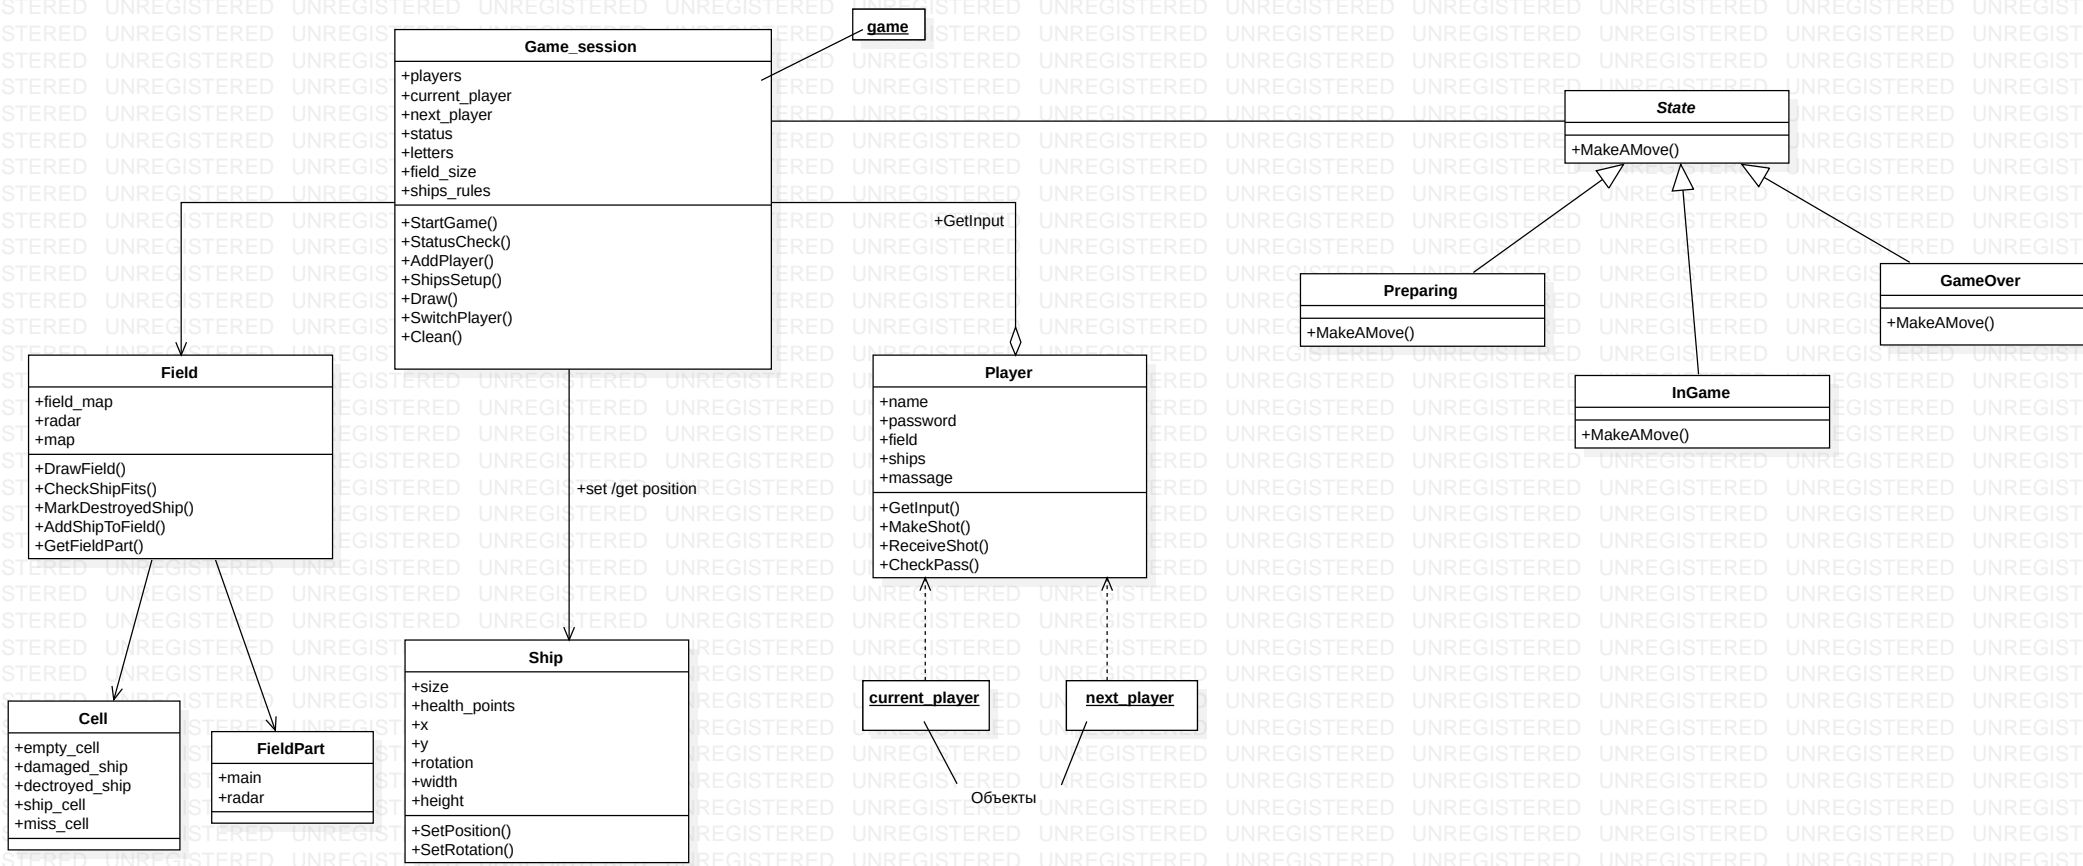 game
Game_session
+players
+current_player
+next_player
+status
+letters
+field_size
+ships_rules
+StartGame()
+StatusCheck()
+AddPlayer()
+ShipsSetup()
+Draw()
+SwitchPlayer()
+Clean()
State
+MakeAMove()
+GetInput
Preparing
+MakeAMove()
GameOver
+MakeAMove()
InGame
+MakeAMove()
Field
+field_map
+radar
+map
+DrawField()
+CheckShipFits()
+MarkDestroyedShip()
+AddShipToField()
+GetFieldPart()
+set /get position
Player
+name
+password
+field
+ships
+massage
+GetInput()
+MakeShot()
+ReceiveShot()
+CheckPass()
Cell
+empty_cell
+damaged_ship
+dectroyed_ship
+ship_cell
+miss_cell
FieldPart
+main
+radar
Ship
+size
+health_points
+x
+y
+rotation
+width
+height
+SetPosition()
+SetRotation()
current_player
next_player
Объекты
UNREGISTERED